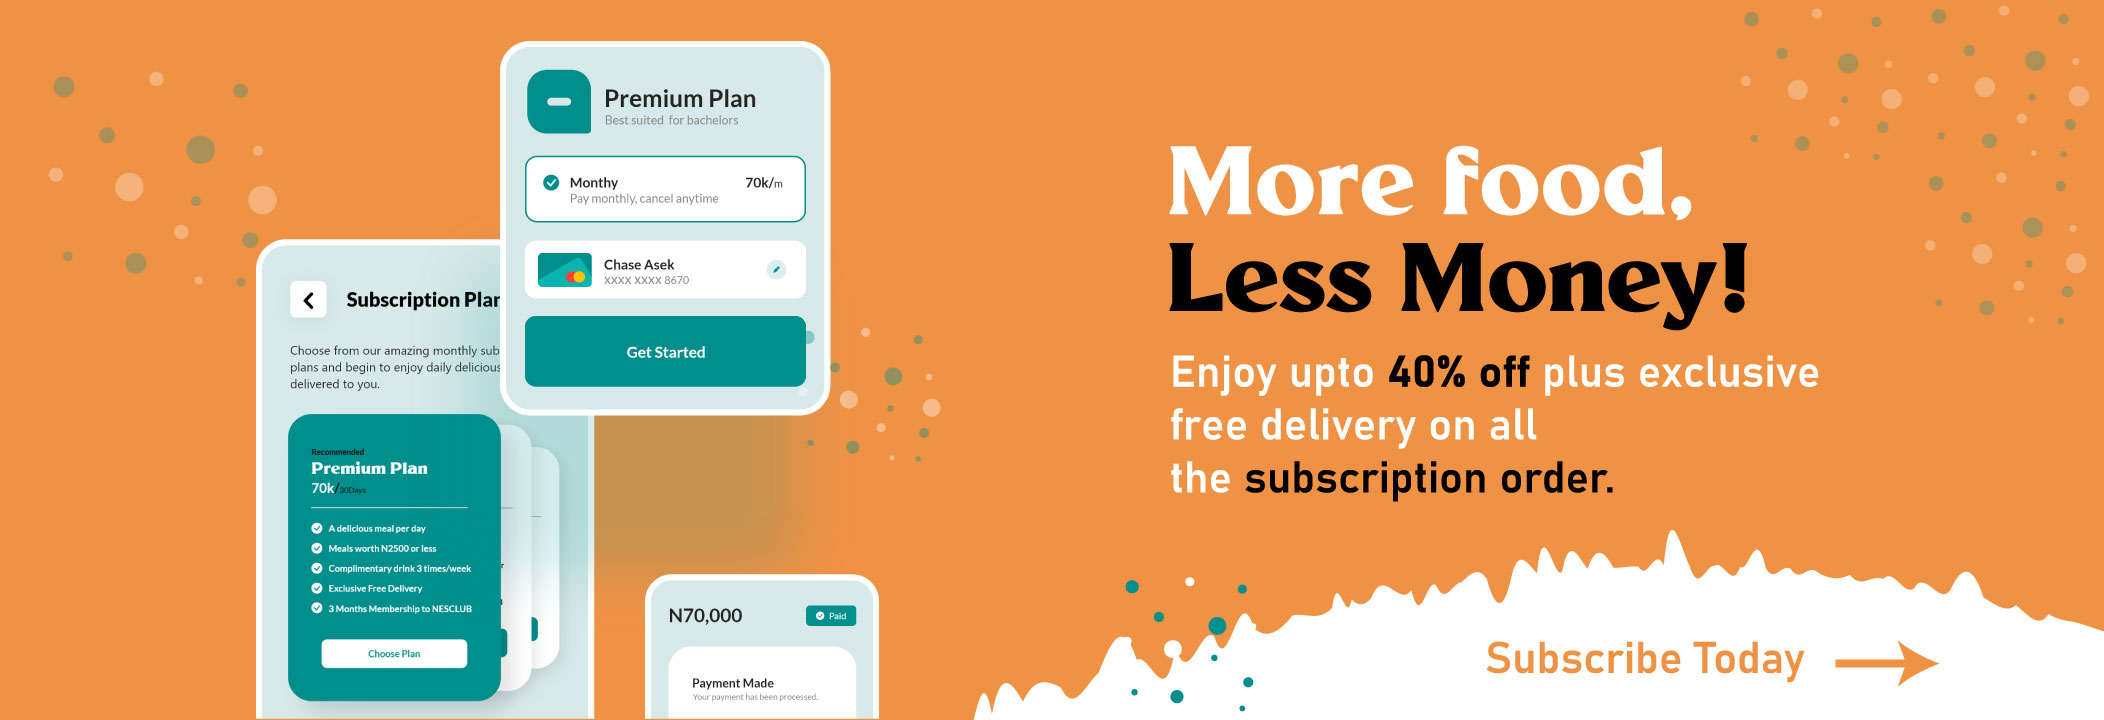 Premium Plan
Best suited for bachelors
Monthy
70k/m
Pay monthly, cancel anytime
Chase Asek
XXXX XXXX 8670
Get Started
Subscription Plan
Choose from our amazing monthly sub
plans and begin to enjoy daily delicious
delivered to you.
Recommended
Premium Plan
70k/30Days
A delicious meal per day
Meals worth N2500 or less
Complimentary drink 3 times/week
Exclusive Free Delivery
3 Months Membership to NESCLUB
Choose Plan
N70,000
Paid
Payment Made
Your payment has been processed.
More food,
Less Money!
Enjoy upto 40% off plus exclusive
free delivery on all
the subscription order.
Subscribe Today